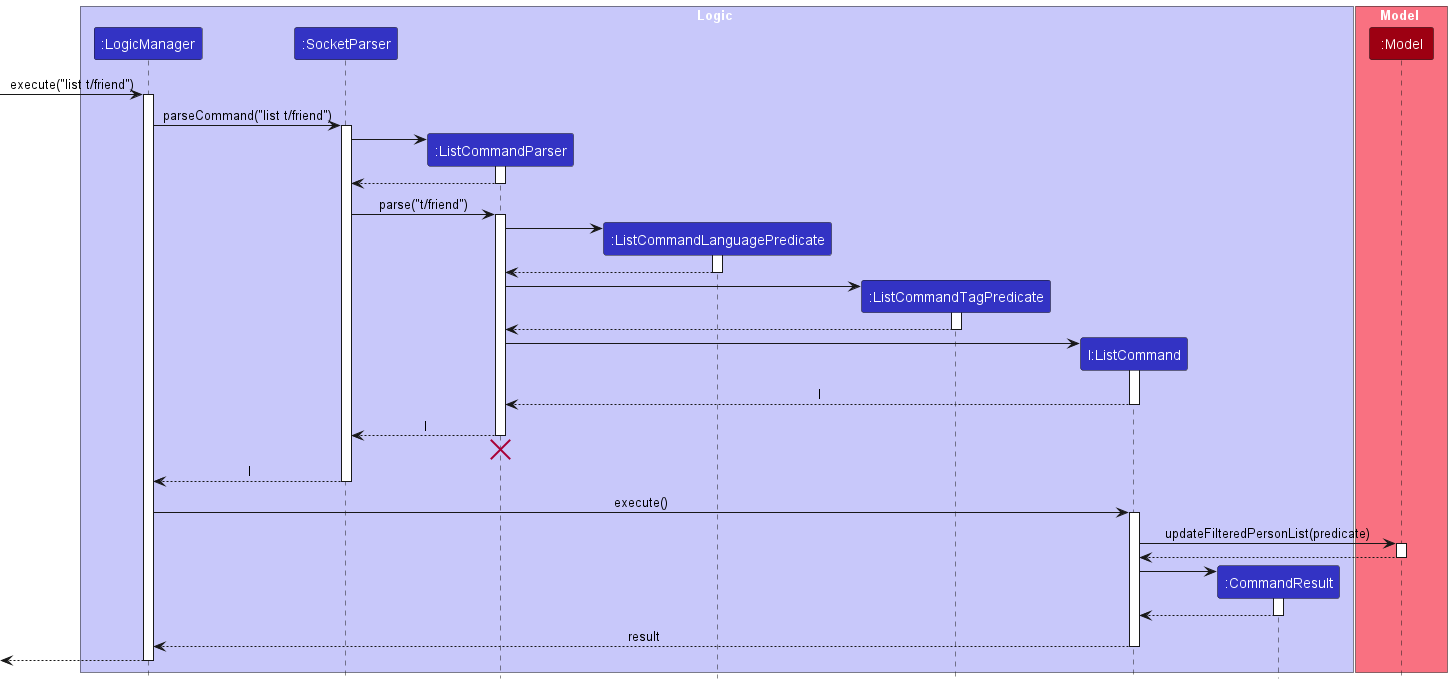 Logic
Model
:LogicManager
:SocketParser
:Model
execute("list t/friend")
parseCommand("list t/friend")
:ListCommandParser
parse("t/friend")
:ListCommandLanguagePredicate
:ListCommandTagPredicate
l:ListCommand
l
l
l
execute()
updateFilteredPersonList(predicate)
:CommandResult
result